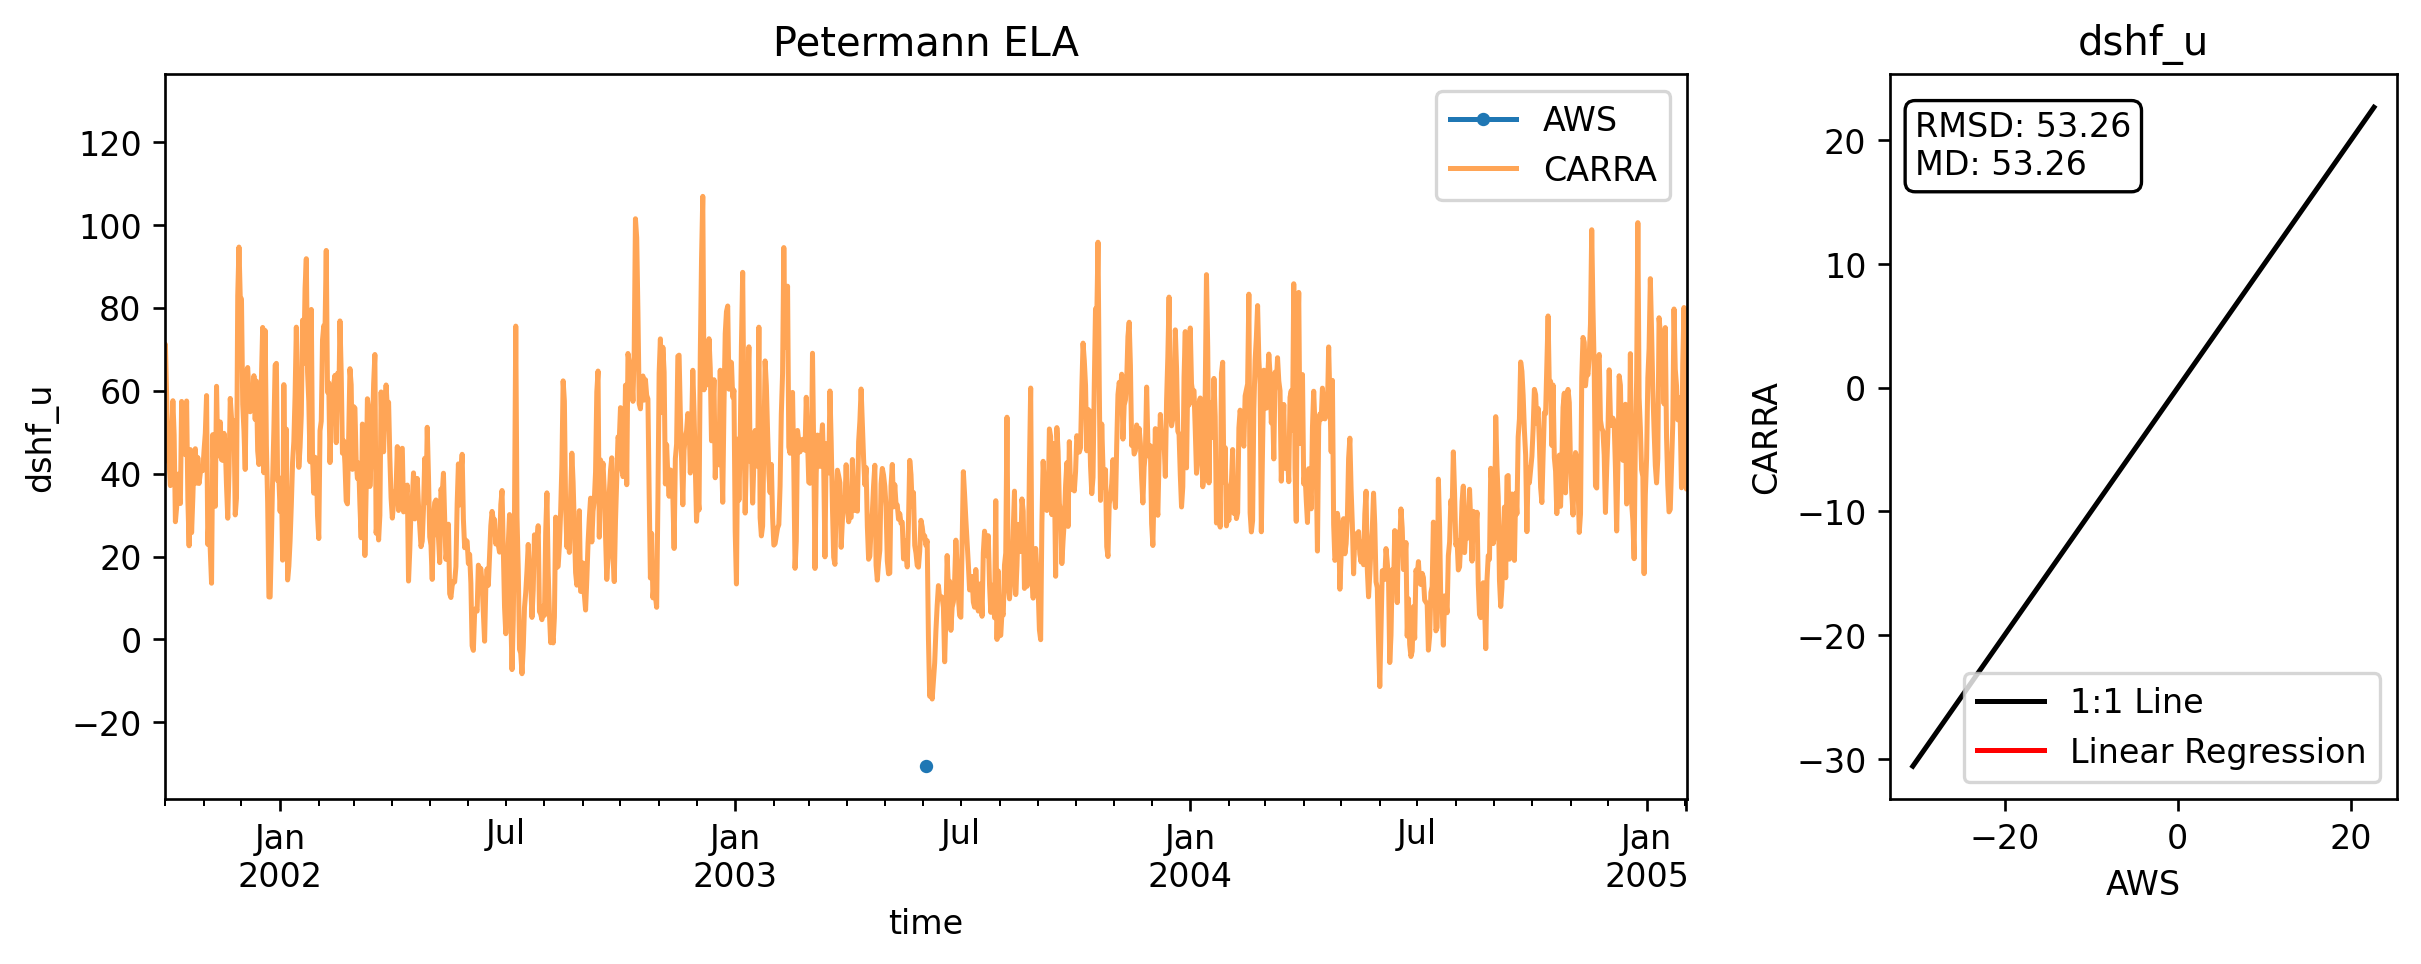 Petermann ELA
dshf_u
120
100
80
60
40
20
0
−20
AWS
CARRA
Jan
2002
Jul
Jan
2003
Jul
Jan
2004
Jul
Jan
2005
time
dshf_u
CARRA
20
10
0
−10
−20
−30
RMSD: 53.26
MD: 53.26
1:1 Line
Linear Regression
−20
0
20
AWS